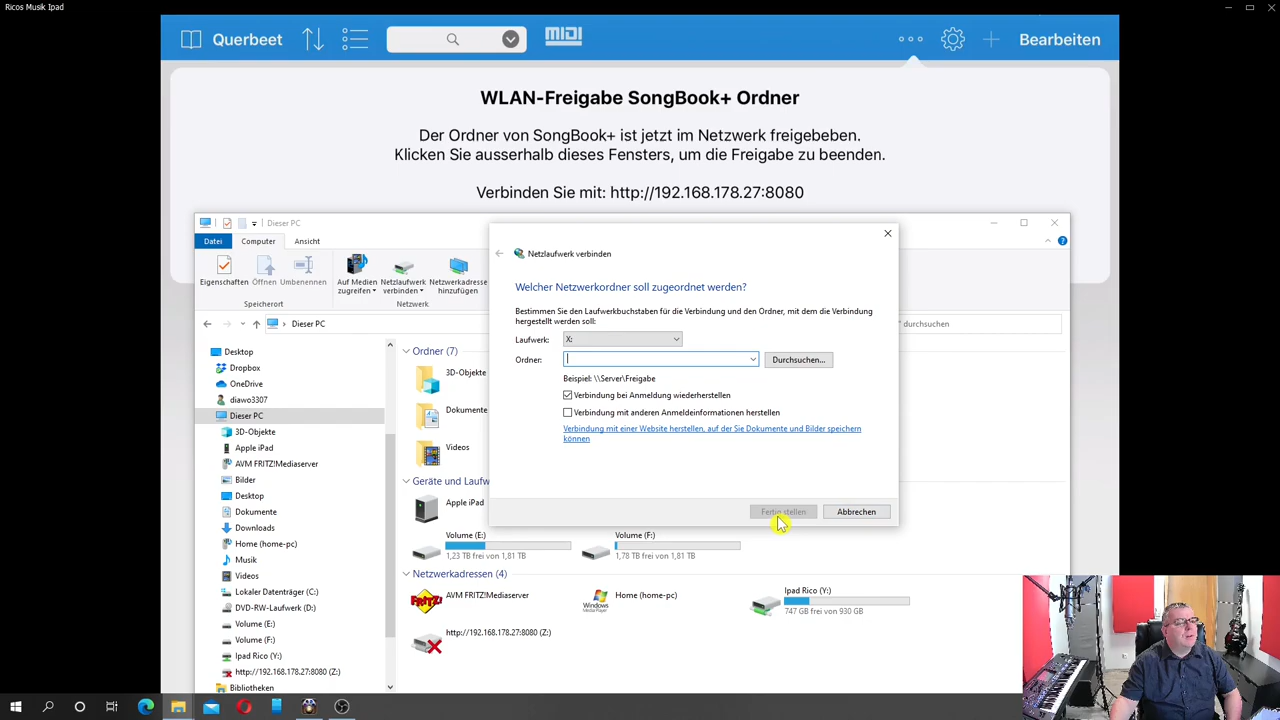 Ricos Musik Ipad
Querbeet
MIDI
Bearbeiten
WLAN-Freigabe SongBook+ Ordner
Der Ordner von SongBook+ ist jetzt im Netzwerk freigebeben.
Klicken Sie ausserhalb dieses Fensters, um die Freigabe zu beenden.
Verbinden Sie mit: http://192.168.178.27:8080
Dieser PC
Datei
Computer
Ansicht
Eigenschaften
Öffnen
Umbenennen
Auf Medien
zugreifen
Netzlaufwerk
verbinden
Netzwerkadresse
hinzufügen
Speicherort
Netzwerk
Dieser PC
durchsuchen
Desktop
Dropbox
OneDrive
diawo3307
Dieser PC
3D-Objekte
Apple iPad
AVM FRITZ!Mediaserver
Bilder
Desktop
Dokumente
Downloads
Home (home-pc)
Musik
Videos
Lokaler Datenträger (C:)
DVD-RW-Laufwerk (D:)
Volume (E:)
Volume (F:)
Ipad Rico (Y:)
http://192.168.178.27:8080 (Z:)
Bibliotheken
Ordner (7)
3D-Objekte
Dokumente
Videos
Geräte und Laufw
Apple iPad
Volume (E:)
1,23 TB frei von 1,81 TB
Volume (F:)
1,78 TB frei von 1,81 TB
Netzwerkadressen (4)
FRITZ!
AVM FRITZ!Mediaserver
Windows
Media Player
Home (home-pc)
Ipad Rico (Y:)
747 GB frei von 930 GB
http://192.168.178.27:8080 (Z:)
Netzlaufwerk verbinden
Welcher Netzwerkordner soll zugeordnet werden?
Bestimmen Sie den Laufwerkbuchstaben für die Verbindung und den Ordner, mit dem die Verbindung
hergestellt werden soll:
Laufwerk:
X:
Ordner:
Durchsuchen...
Beispiel: \\Server\Freigabe
Verbindung bei Anmeldung wiederherstellen
Verbindung mit anderen Anmeldeinformationen herstellen
Verbindung mit einer Website herstellen, auf der Sie Dokumente und Bilder speichern
können
Fertig stellen
Abbrechen